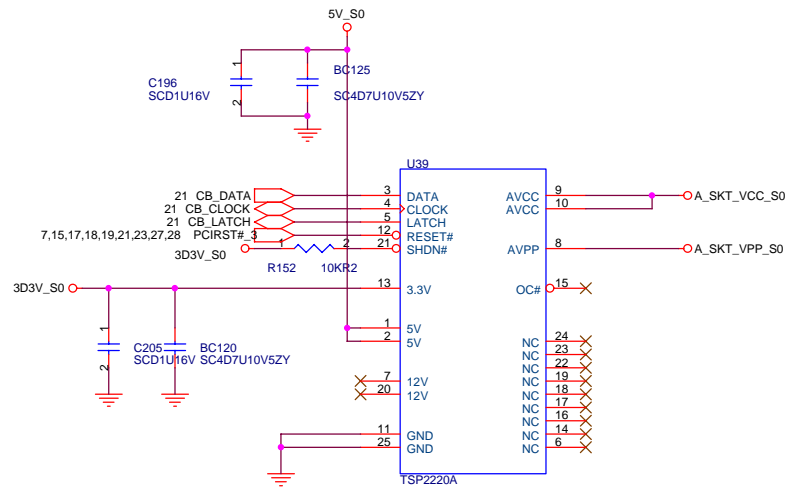 5V_S0
C196
SCD1U16V
1
2
BC125
SC4D7U10V5ZY
U39
21 CB_DATA
3
DATA
21 CB_CLOCK
4
CLOCK
21 CB_LATCH
5
LATCH
7,15,17,18,19,21,23,27,28 PCIRST#_3
12
RESET#
3D3V_S0
1
2
21
SHDN#
R152
10KR2
3D3V_S0
13
3.3V
1
5V
2
5V
C205
SCD1U16V
1
2
BC120
SC4D7U10V5ZY
7
12V
20
12V
11
GND
25
GND
AVCC
9
A_SKT_VCC_S0
AVCC
10
AVPP
8
A_SKT_VPP_S0
OC#
15
NC
24
NC
23
NC
22
NC
19
NC
18
NC
17
NC
16
NC
14
NC
6
TSP2220A